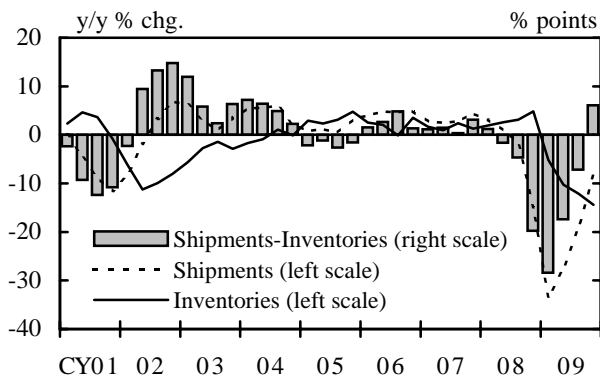 y/y % chg. % points
20
10
0
-10
-20
-30
-40
Shipments-Inventories (right scale)
Shipments (left scale)
Inventories (left scale)
CY01 02 03 04 05 06 07 08 09